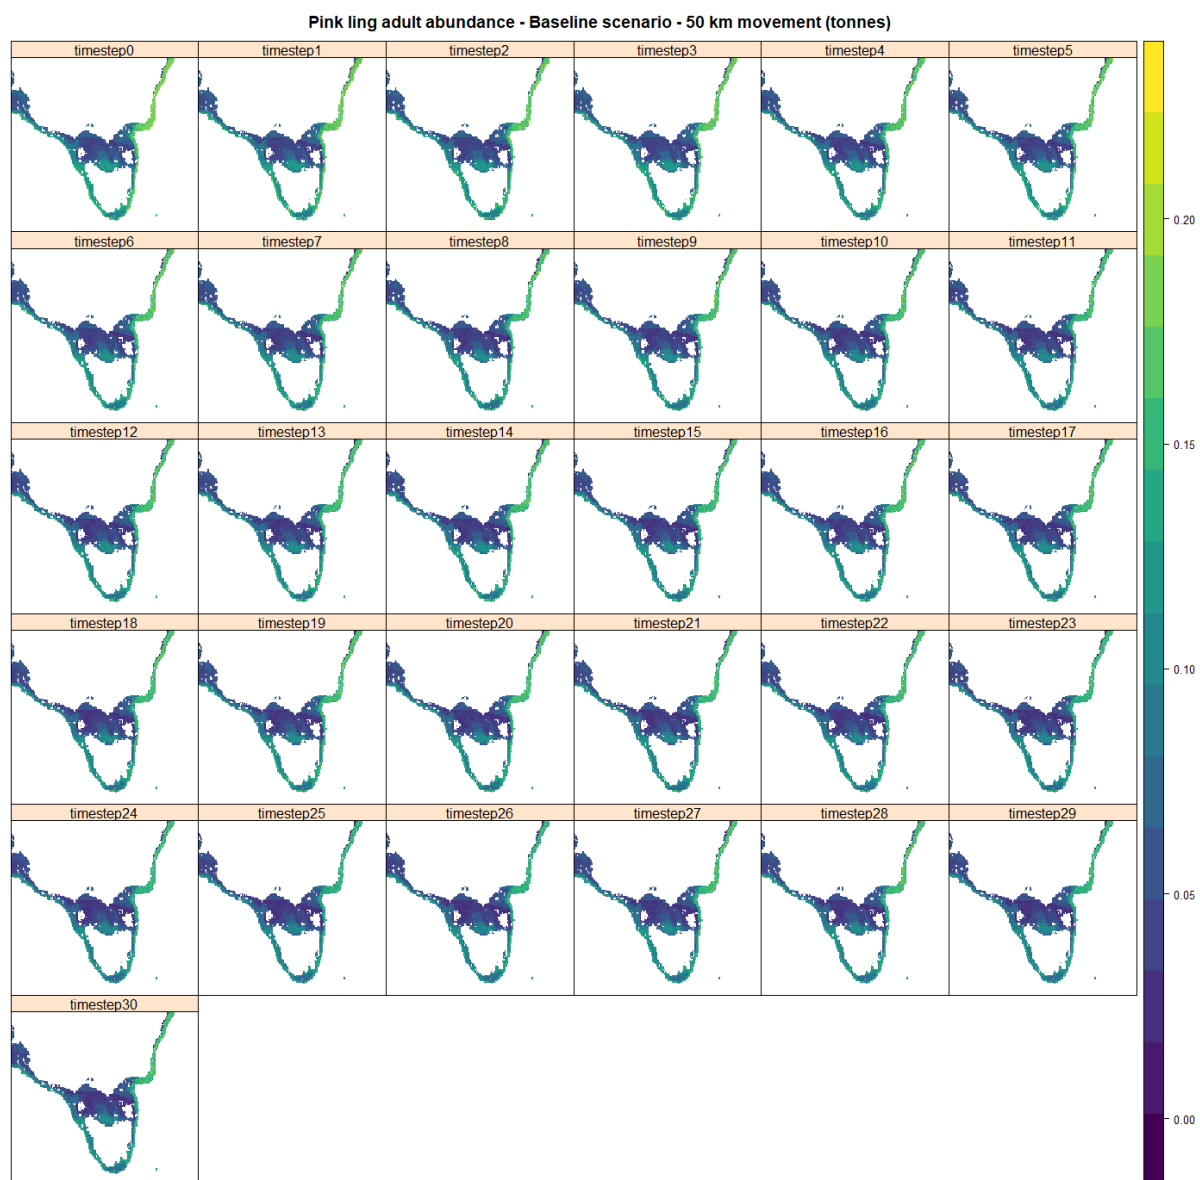 Pink ling adult abundance - Baseline scenario - 50 km movement (tonnes)
timestep0 timestep1 timestep2 timestep3 timestep4 timestep5
timestep6 timestep7 timestep8 timestep9 timestep10 timestep11
timestep12 timestep13 timestep14 timestep15 timestep16 timestep17
timestep18 timestep19 timestep20 timestep21 timestep22 timestep23
timestep24 timestep25 timestep26 timestep27 timestep28 timestep29
timestep30
0.20
0.15
0.10
0.05
0.00